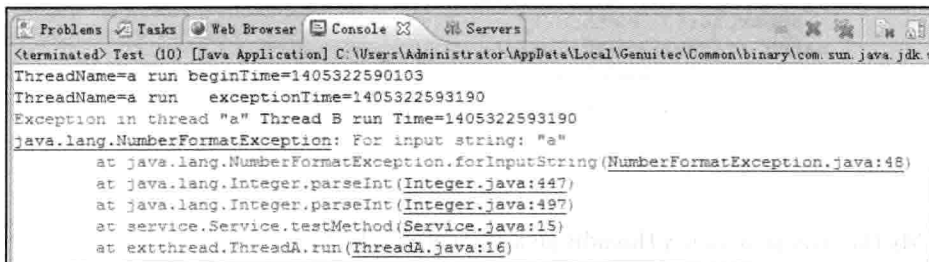 Problems Tasks Web Browser Console Servers
<terminated> Test (10) [Java Application] C:\Users\Administrator\AppData\Local\Genuitec\Common\binary\com.sun.java.jdk.
ThreadName=a run beginTime=1405322590103
ThreadName=a run   exceptionTime=1405322593190
Exception in thread "a" Thread B run Time=1405322593190
java.lang.NumberFormatException: For input string: "a"
at java.lang.NumberFormatException.forInputString(NumberFormatException.java:48)
at java.lang.Integer.parseInt(Integer.java:447)
at java.lang.Integer.parseInt(Integer.java:497)
at service.Service.testMethod(Service.java:15)
at extthread.ThreadA.run(ThreadA.java:16)